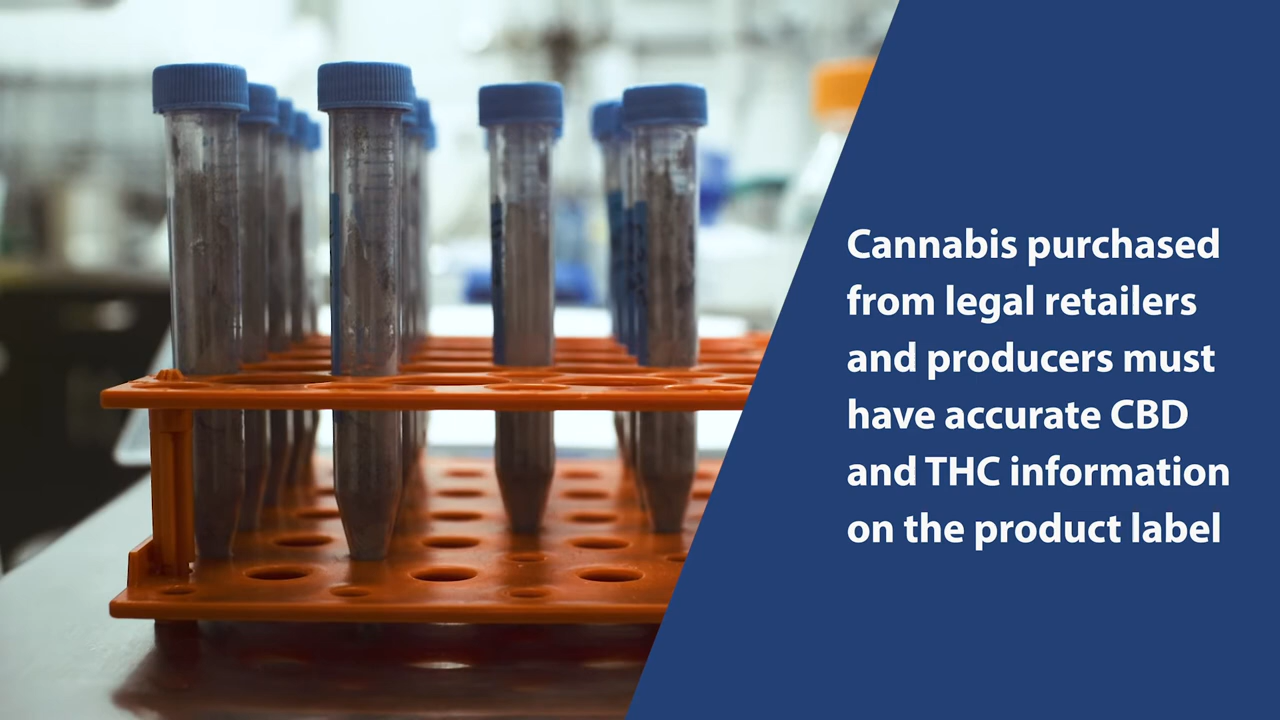 Cannabis purchased
from legal retailers
and producers must
have accurate CBD
and THC information
on the product label